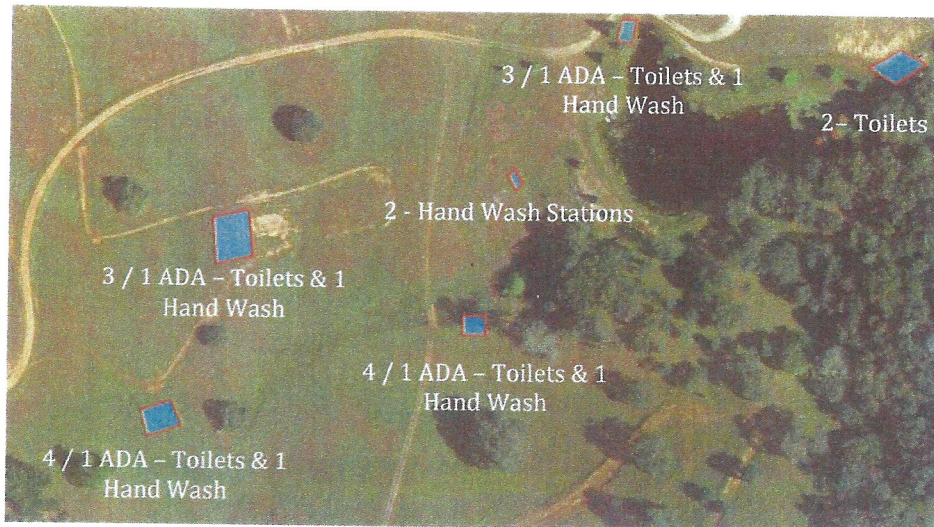 3 / 1 ADA – Toilets & 1
Hand Wash
2– Toilets
2 - Hand Wash Stations
3 / 1 ADA – Toilets & 1
Hand Wash
4 / 1 ADA – Toilets & 1
Hand Wash
4 / 1 ADA – Toilets & 1
Hand Wash